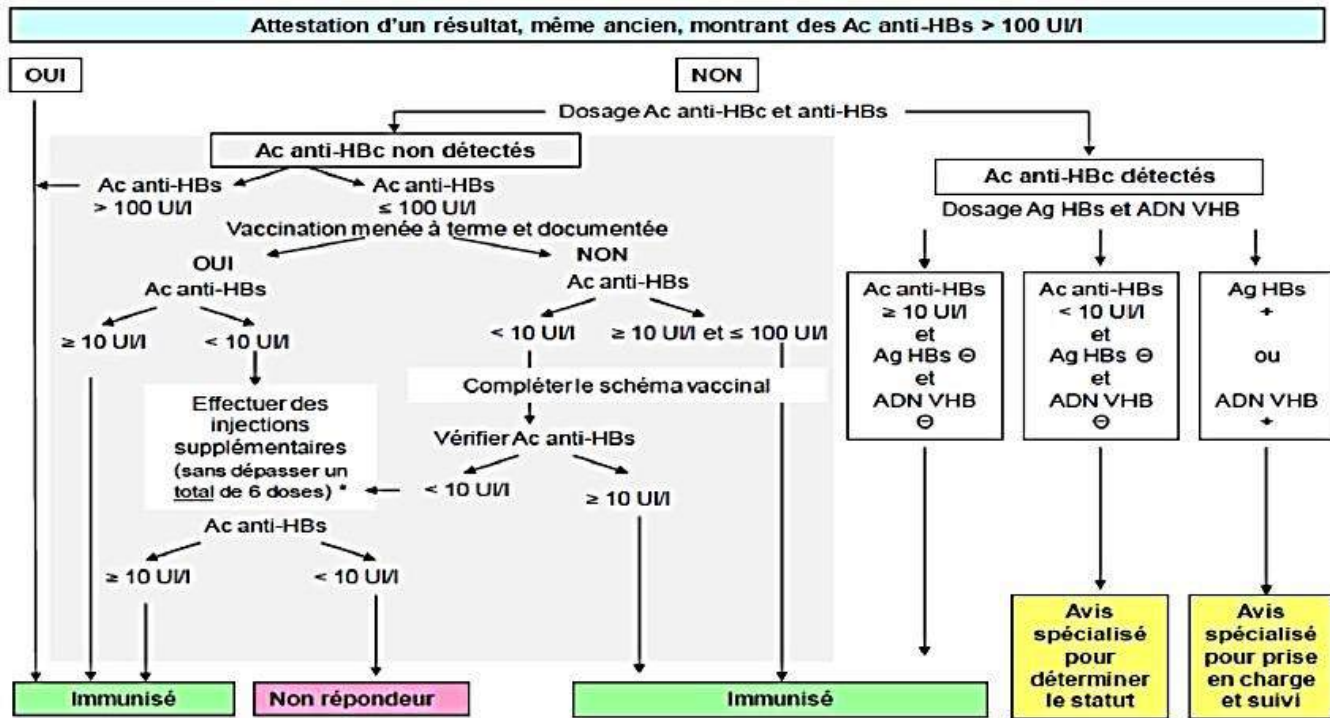 Attestation d'un résultat, même ancien, montrant des Ac anti-HBs > 100 UI/l
OUI
NON
Dosage Ac anti-HBc et anti-HBs
Ac anti-HBc non détectés
Ac anti-HBs
> 100 UI/l
Ac anti-HBs
≤ 100 UI/l
Vaccination menée à terme et documentée
OUI
Ac anti-HBs
≥ 10 UI/l
< 10 UI/l
Effectuer des
injections
supplémentaires
(sans dépasser un
total de 6 doses) *
NON
Ac anti-HBs
< 10 UI/l
≥ 10 UI/l et ≤ 100 UI/l
Compléter le schéma vaccinal
Vérifier Ac anti-HBs
< 10 UI/l
≥ 10 UI/l
Ac anti-HBs
≥ 10 UI/l
< 10 UI/l
Ac anti-HBc détectés
Dosage Ag HBs et ADN VHB
Ac anti-HBs
≥ 10 UI/l
et
Ag HBs ⊖
et
ADN VHB
⊖
Ac anti-HBs
< 10 UI/l
et
Ag HBs ⊖
et
ADN VHB
⊖
Ag HBs
+
ou
ADN VHB
+
Immunisé
Non répondeur
Immunisé
Avis
spécialisé
pour
déterminer
le statut
Avis
spécialisé
pour prise
en charge
et suivi